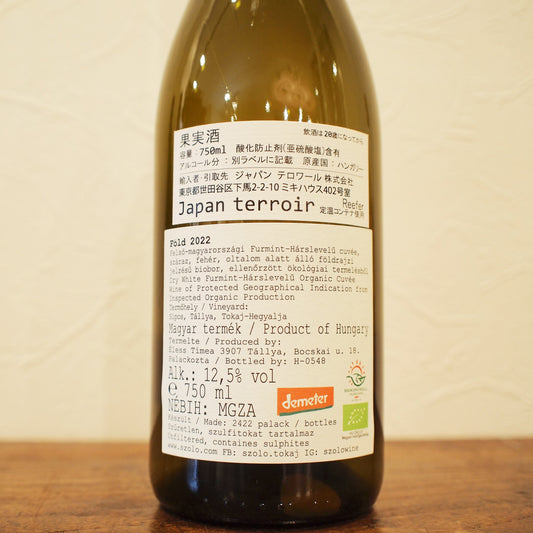 飲酒は20歳になってから
果実酒
容量：750ml 酸化防止剤(亜硫酸塩)含有
アルコール分：別ラベルに記載 原産国：ハンガリー
輸入者・引取先 ジャパン テロワール株式会社
東京都世田谷区下馬2-2-10 ミキハウス402号室
Japan terroir Reefer
定温コンテナ使用
Föld 2022
Felső-magyarországi Furmint-Hárslevelű cuvée,
száraz, fehér, oltalom alatt álló földrajzi
jelzésű biobor, ellenőrzött ökológiai termelésből
Dry White Furmint-Hárslevelű Organic Cuvée
Wine of Protected Geographical Indication from
Inspected Organic Production
Termőhely / Vineyard:
Sipos, Tállya, Tokaj-Hegyalja
Magyar termék / Product of Hungary
Termelte / Produced by:
Éless Timea 3907 Tállya, Bocskai u. 18.
Palackozta / Bottled by: H-0548
Alk.: 12,5% vol
℮ 750 ml
NÉBIH: MGZA
demeter
Készült / Made: 2422 palack / bottles
Szűretlen, szulfitokat tartalmaz
Unfiltered, containes sulphites
www.szolo.com FB: szolo.tokaj IG: szolowine